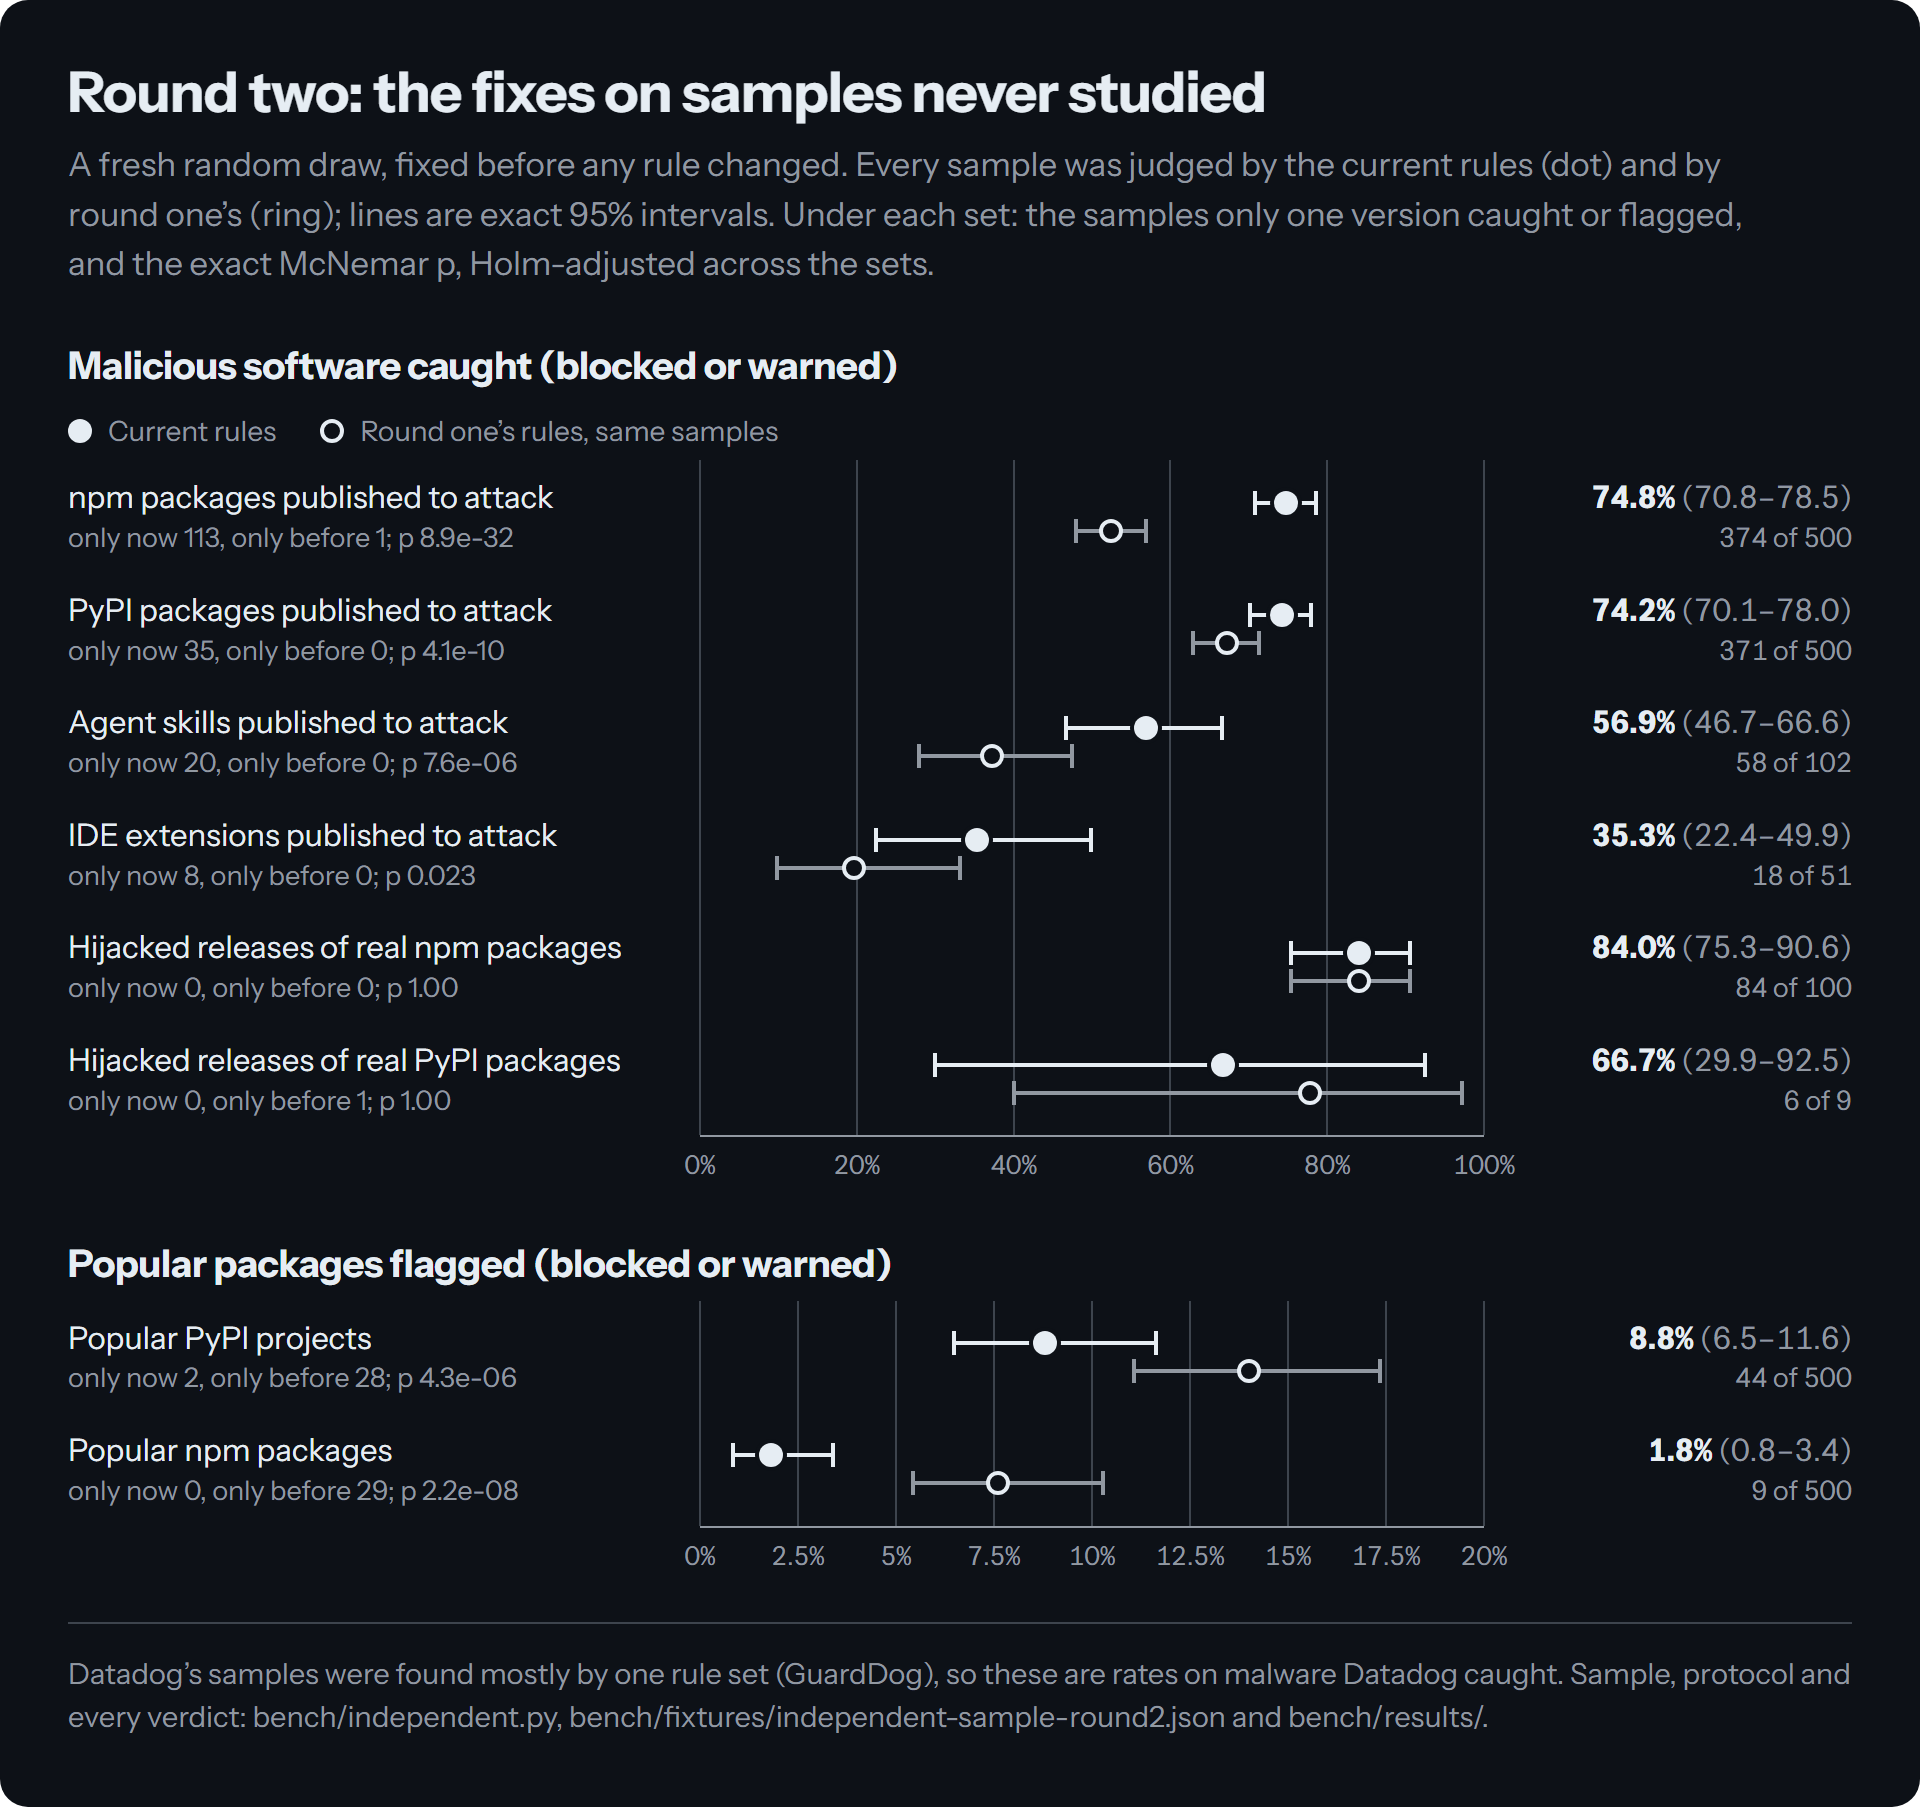 Round two: the fixes on samples never studied
A fresh random draw, fixed before any rule changed. Every sample was judged by the current rules (dot) and by
round one’s (ring); lines are exact 95% intervals. Under each set: the samples only one version caught or flagged,
and the exact McNemar p, Holm-adjusted across the sets.
Malicious software caught (blocked or warned)
Current rules Round one’s rules, same samples
npm packages published to attack 74.8% (70.8–78.5)
only now 113, only before 1; p 8.9e-32 374 of 500
PyPI packages published to attack 74.2% (70.1–78.0)
only now 35, only before 0; p 4.1e-10 371 of 500
Agent skills published to attack 56.9% (46.7–66.6)
only now 20, only before 0; p 7.6e-06 58 of 102
IDE extensions published to attack 35.3% (22.4–49.9)
only now 8, only before 0; p 0.023 18 of 51
Hijacked releases of real npm packages 84.0% (75.3–90.6)
only now 0, only before 0; p 1.00 84 of 100
Hijacked releases of real PyPI packages 66.7% (29.9–92.5)
only now 0, only before 1; p 1.00 6 of 9
0% 20% 40% 60% 80% 100%
Popular packages flagged (blocked or warned)
Popular PyPI projects 8.8% (6.5–11.6)
only now 2, only before 28; p 4.3e-06 44 of 500
Popular npm packages 1.8% (0.8–3.4)
only now 0, only before 29; p 2.2e-08 9 of 500
0% 2.5% 5% 7.5% 10% 12.5% 15% 17.5% 20%
Datadog’s samples were found mostly by one rule set (GuardDog), so these are rates on malware Datadog caught. Sample, protocol and
every verdict: bench/independent.py, bench/fixtures/independent-sample-round2.json and bench/results/.